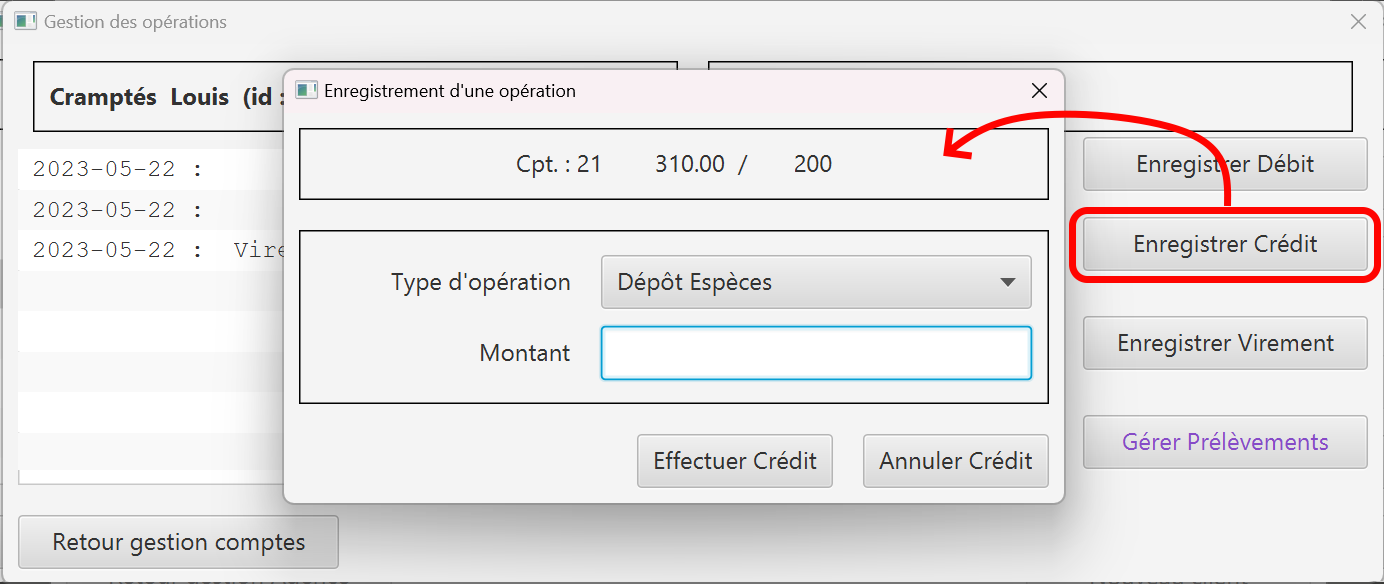 Gestion des opérations
Cramptés Louis (id :
Enregistrement d'une opération
Cpt. : 21 310.00 / 200
2023-05-22 :
2023-05-22 :
2023-05-22 :
Type d'opération Dépôt Espèces
Montant
Effectuer Crédit Annuler Crédit
Enregistrer Débit
Enregistrer Crédit
Enregistrer Virement
Gérer Prélèvements
Retour gestion comptes